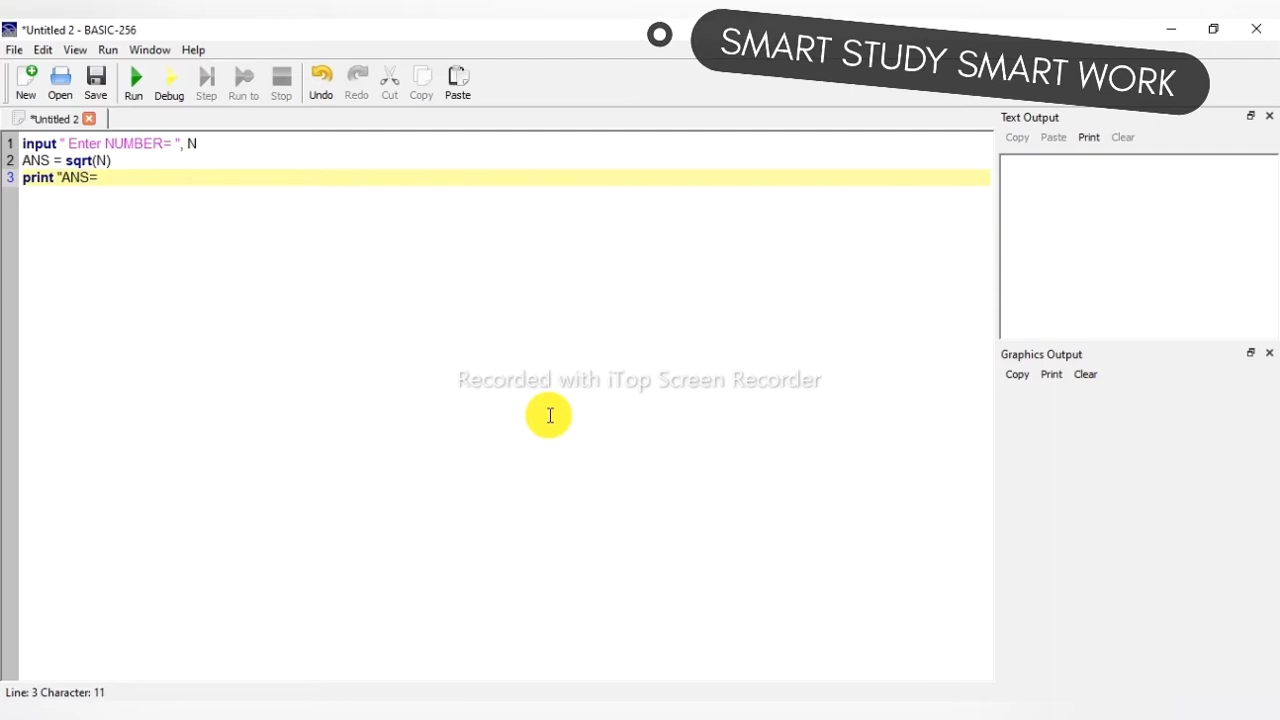 *Untitled 2 - BASIC-256
SMART STUDY SMART WORK
File Edit View Run Window Help
New Open Save Run Debug Step Run to Stop Undo Redo Cut Copy Paste
*Untitled 2
Text Output
Copy Paste Print Clear
1 input " Enter NUMBER= ", N
2 ANS = sqrt(N)
3 print "ANS=
Graphics Output
Copy Print Clear
Recorded with iTop Screen Recorder
Line: 3 Character: 11